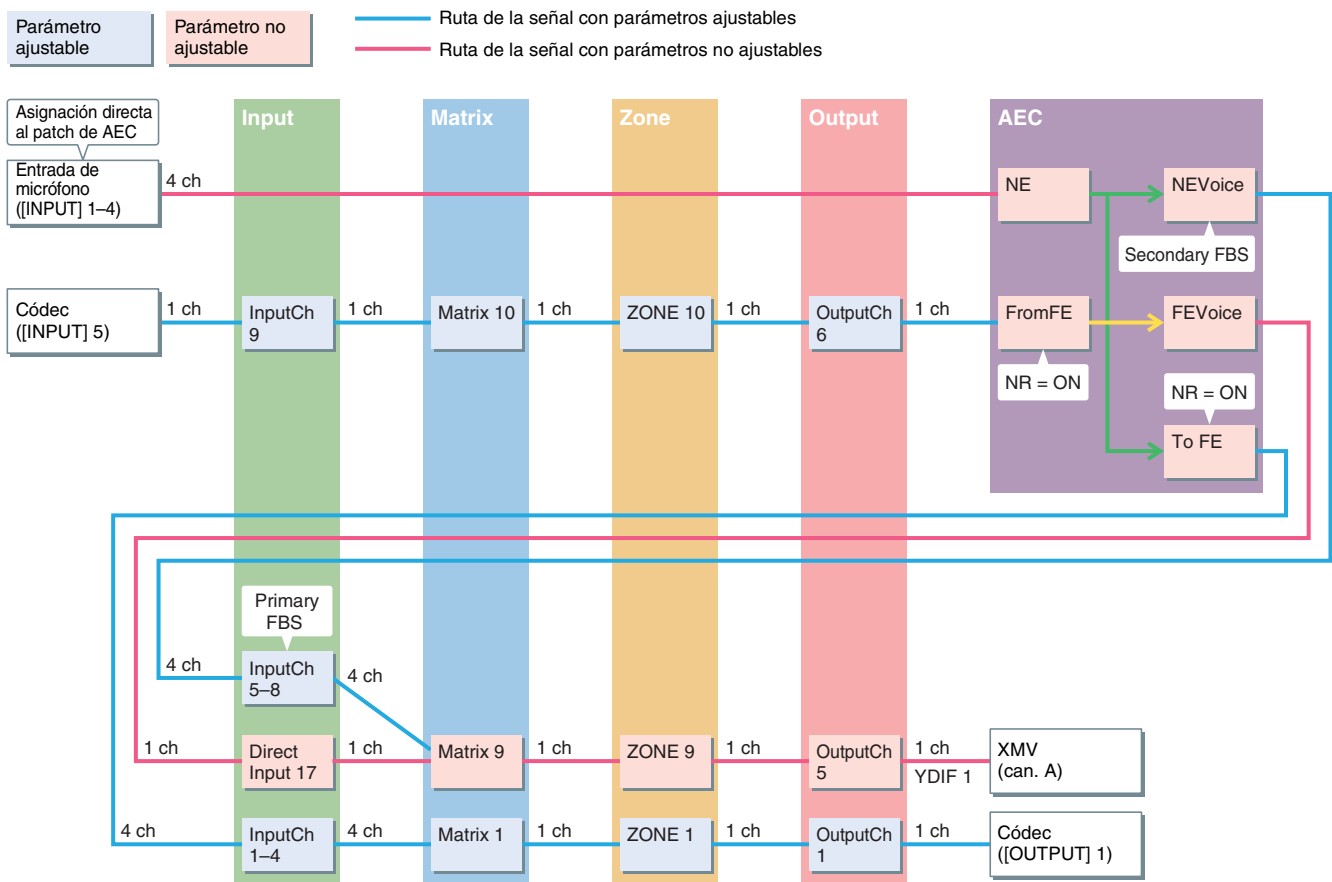 Parámetro
ajustable
Parámetro no
ajustable
Ruta de la señal con parámetros ajustables
Ruta de la señal con parámetros no ajustables
Asignación directa
al patch de AEC
Input
Matrix
Zone
Output
AEC
Entrada de
micrófono
([INPUT] 1–4)
4 ch
NE
NEVoice
Secondary FBS
Códec
([INPUT] 5)
1 ch
InputCh
9
1 ch
Matrix 10
1 ch
ZONE 10
1 ch
OutputCh
6
1 ch
FromFE
FEVoice
NR = ON
NR = ON
To FE
Primary
FBS
4 ch
InputCh
5–8
4 ch
1 ch
Direct
Input 17
1 ch
Matrix 9
1 ch
ZONE 9
1 ch
OutputCh
5
1 ch
YDIF 1
XMV
(can. A)
4 ch
InputCh
1–4
4 ch
Matrix 1
1 ch
ZONE 1
1 ch
OutputCh
1
1 ch
Códec
([OUTPUT] 1)